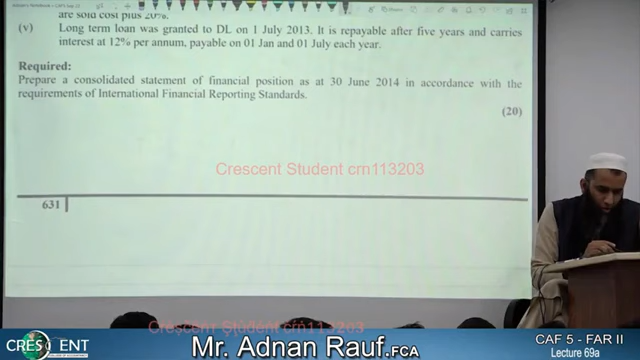 are sold cost plus 20%.
(v) Long term loan was granted to DL on 1 July 2013. It is repayable after five years and carries
interest at 12% per annum, payable on 01 Jan and 01 July each year.
Required:
Prepare a consolidated statement of financial position as at 30 June 2014 in accordance with the
requirements of International Financial Reporting Standards.
(20)
Crescent Student crn113203
631
Crescent Student crn113203
CRESCENT
Mr. Adnan Rauf.FCA
CAF 5 - FAR II
Lecture 69a